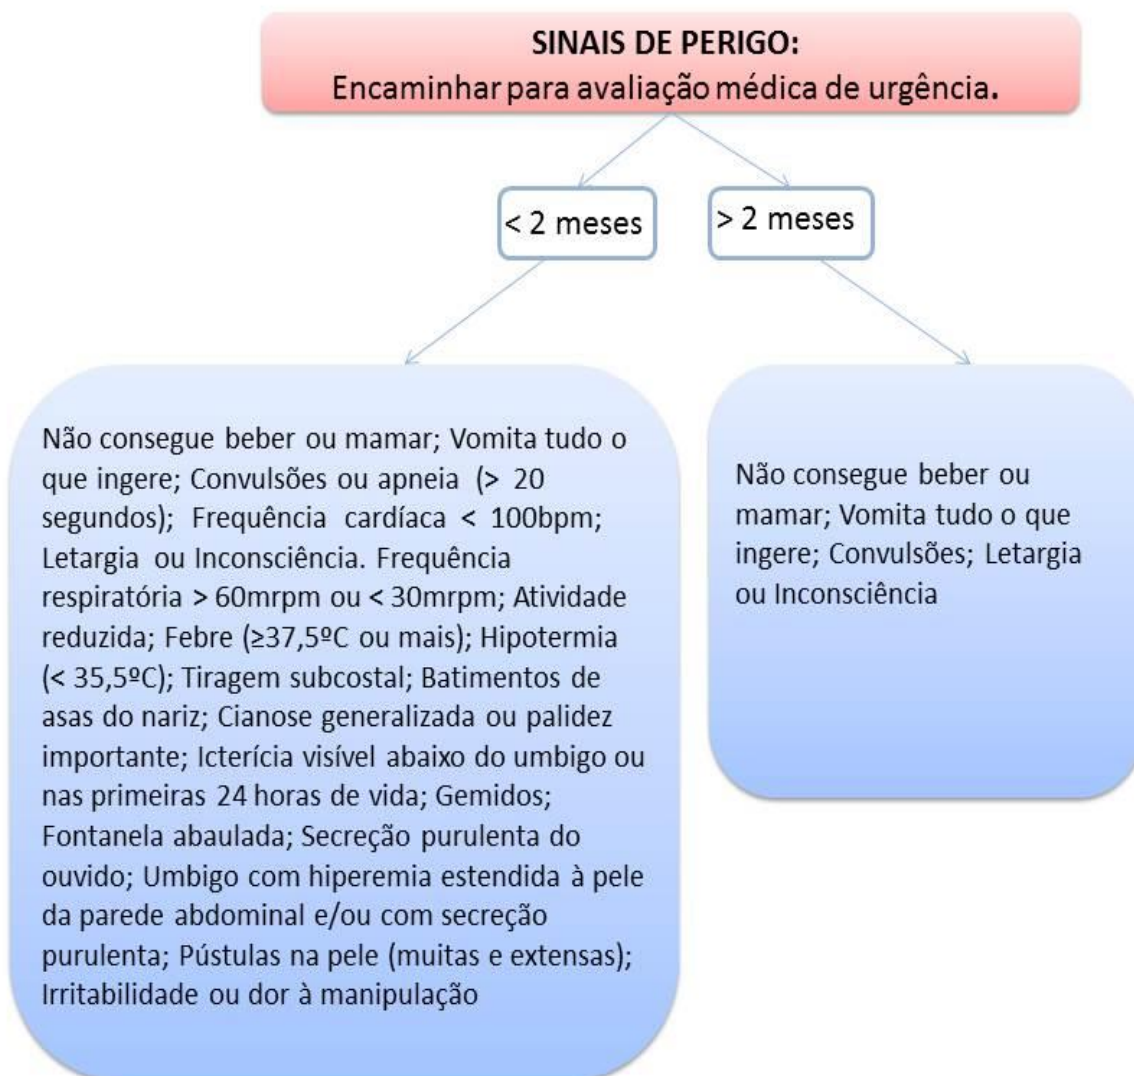 SINAIS DE PERIGO:
Encaminhar para avaliação médica de urgência.
< 2 meses
> 2 meses
Não consegue beber ou mamar; Vomita tudo o
que ingere; Convulsões ou apneia (> 20
segundos); Frequência cardíaca < 100bpm;
Letargia ou Inconsciência. Frequência
respiratória > 60mrpm ou < 30mrpm; Atividade
reduzida; Febre (≥37,5ºC ou mais); Hipotermia
(< 35,5ºC); Tiragem subcostal; Batimentos de
asas do nariz; Cianose generalizada ou palidez
importante; Icterícia visível abaixo do umbigo ou
nas primeiras 24 horas de vida; Gemidos;
Fontanela abaulada; Secreção purulenta do
ouvido; Umbigo com hiperemia estendida à pele
da parede abdominal e/ou com secreção
purulenta; Pústulas na pele (muitas e extensas);
Irritabilidade ou dor à manipulação
Não consegue beber ou
mamar; Vomita tudo o que
ingere; Convulsões; Letargia
ou Inconsciência